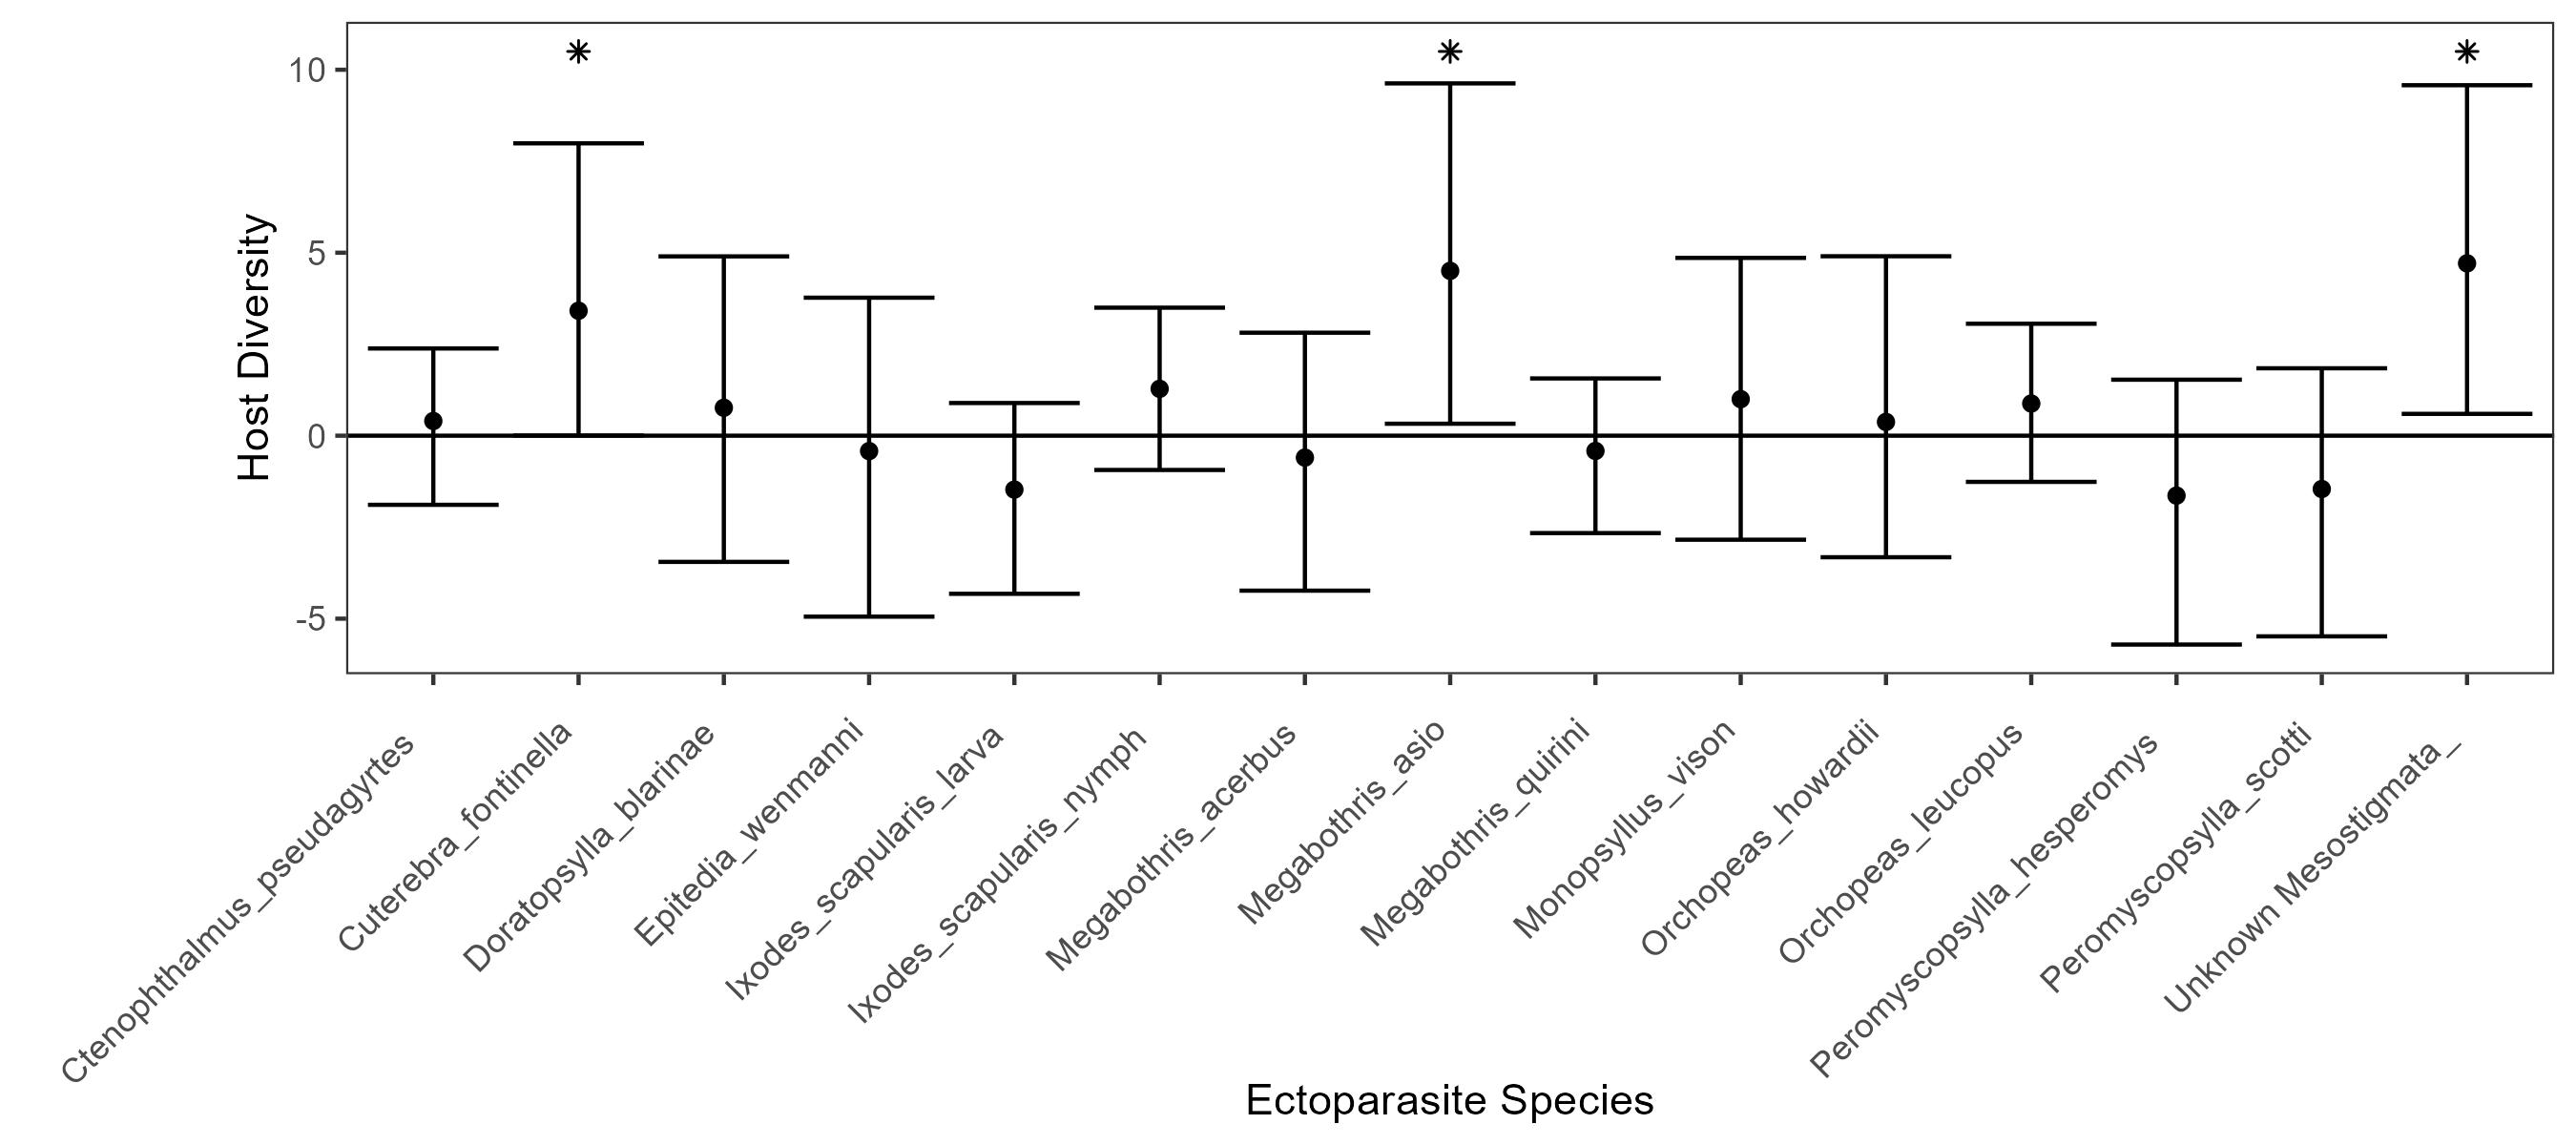 Host Diversity
10
5
0
-5
* * *
Ctenophthalmus_pseudagyrtes
Cuterebra_fontinella
Doratopsylla_blarinae
Epitedia_wenmanni
Ixodes_scapularis_larva
Ixodes_scapularis_nymph
Megabothris_acerbus
Megabothris_asio
Megabothris_quirini
Monopsyllus_vison
Orchopeas_howardii
Orchopeas_leucopus
Peromyscopsylla_hesperomys
Peromyscopsylla_scotti
Unknown Mesostigmata_
Ectoparasite Species